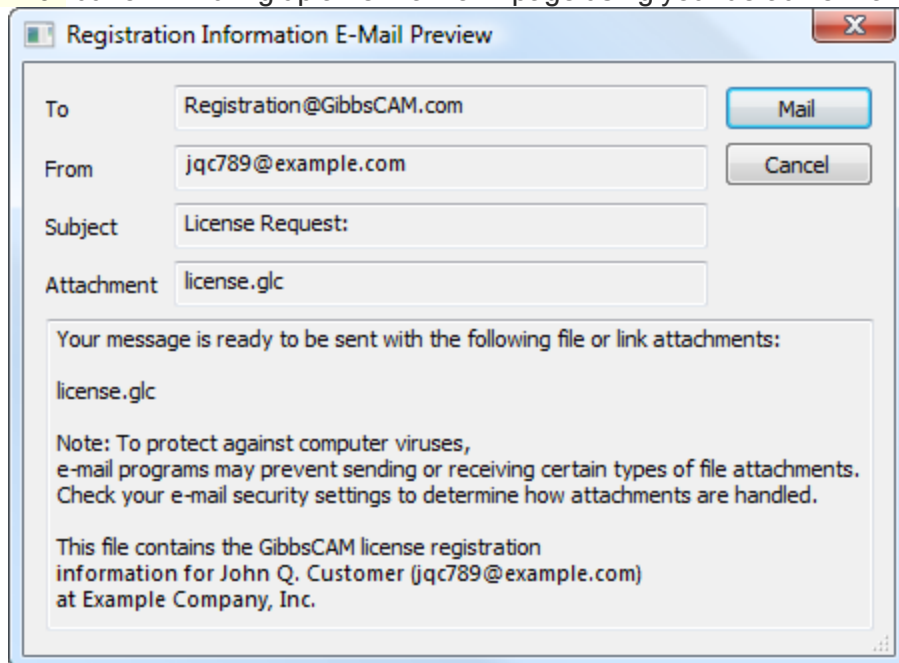 Registration Information E-Mail Preview
To
Registration@GibbsCAM.com
Mail
From
jqc789@example.com
Cancel
Subject
License Request:
Attachment
license.glc
Your message is ready to be sent with the following file or link attachments:
license.glc
Note: To protect against computer viruses,
e-mail programs may prevent sending or receiving certain types of file attachments.
Check your e-mail security settings to determine how attachments are handled.
This file contains the GibbsCAM license registration
information for John Q. Customer (jqc789@example.com)
at Example Company, Inc.